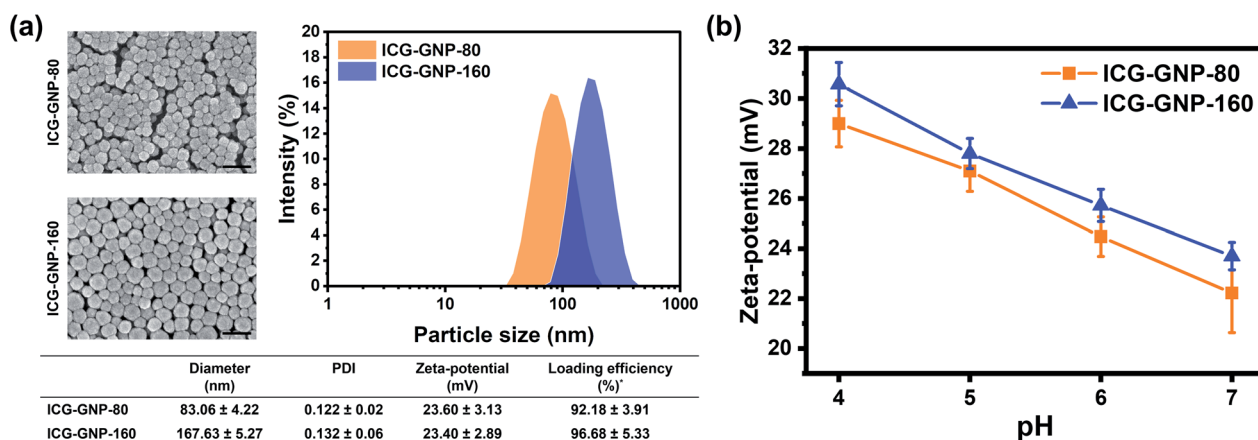 (a)
ICG-GNP-80
ICG-GNP-160
Intensity (%)
20
18
16
14
12
10
8
6
4
2
0
ICG-GNP-80
ICG-GNP-160
1 10 100 1000
Particle size (nm)
Diameter (nm) PDI Zeta-potential (mV) Loading efficiency (%)*
ICG-GNP-80 83.06 ± 4.22 0.122 ± 0.02 23.60 ± 3.13 92.18 ± 3.91
ICG-GNP-160 167.63 ± 5.27 0.132 ± 0.06 23.40 ± 2.89 96.68 ± 5.33
(b)
Zeta-potential (mV)
32
30
28
26
24
22
20
ICG-GNP-80
ICG-GNP-160
4 5 6 7
pH